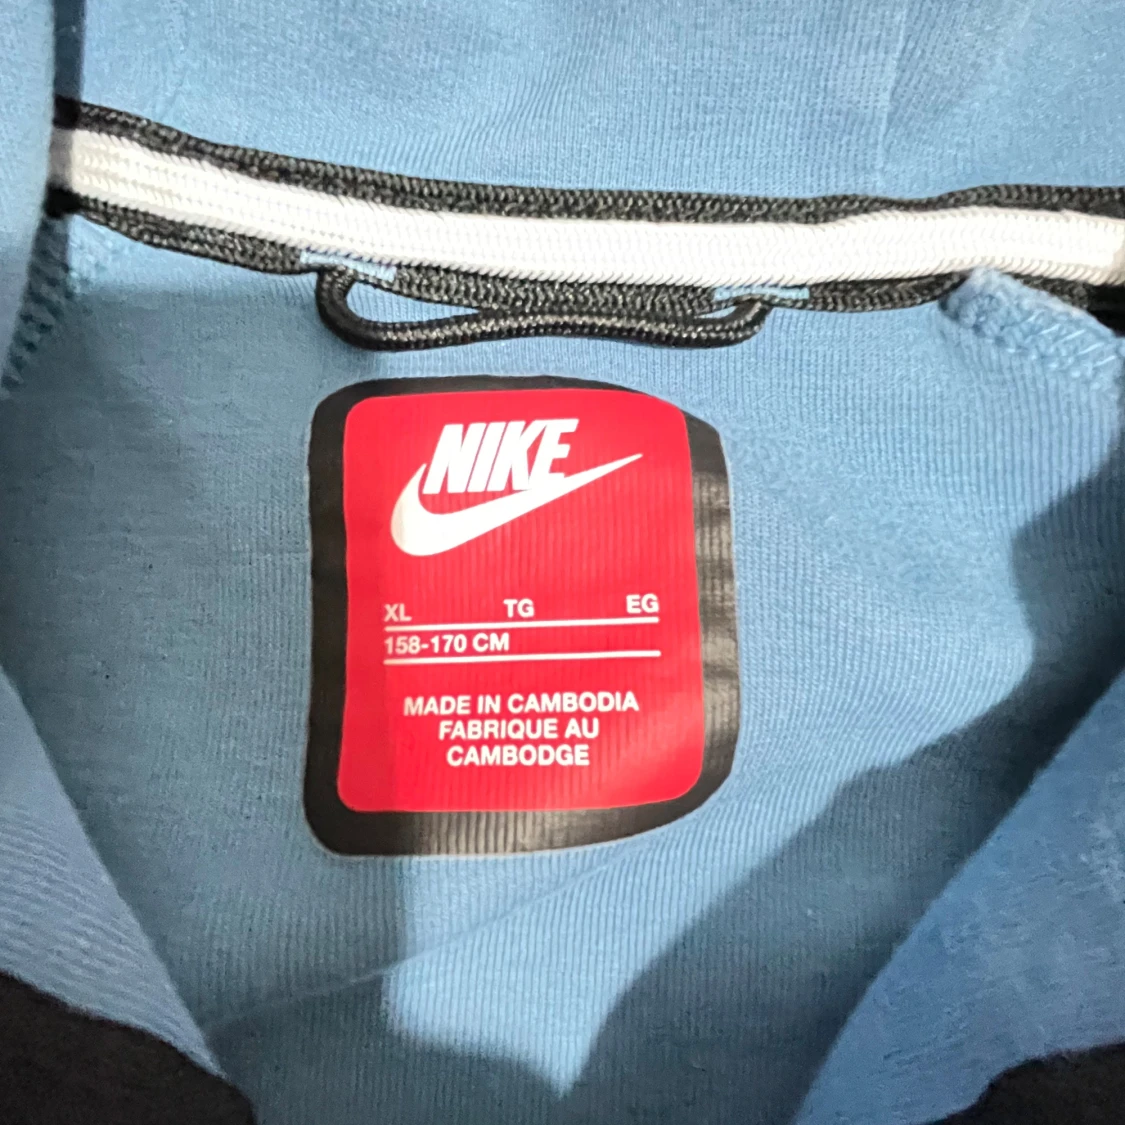 NIKE
XL TG EG
158-170 CM
MADE IN CAMBODIA
FABRIQUE AU
CAMBODGE